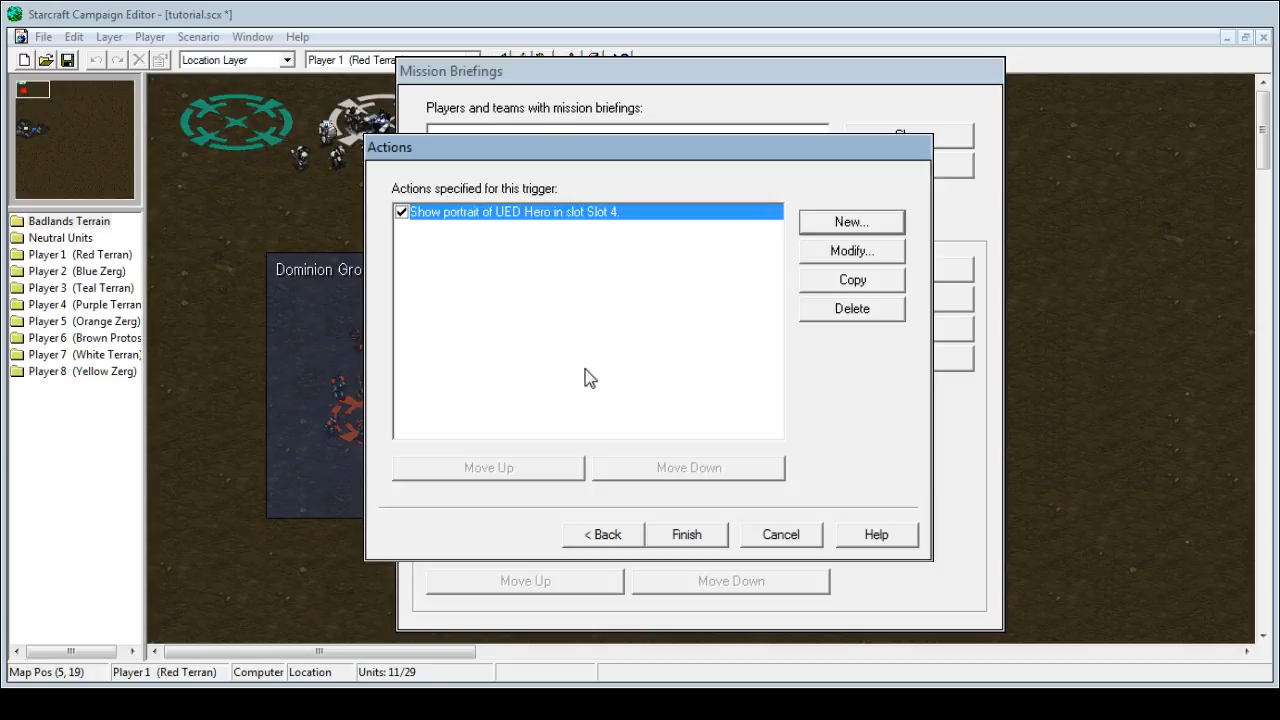 Starcraft Campaign Editor - [tutorial.scx *]
File Edit Layer Player Scenario Window Help
Location Layer
Player 1 (Red Terra
Mission Briefings
Players and teams with mission briefings:
Actions
Actions specified for this trigger:
Show portrait of UED Hero in slot Slot 4.
New...
Modify...
Copy
Delete
Badlands Terrain
Neutral Units
Player 1 (Red Terran)
Player 2 (Blue Zerg)
Player 3 (Teal Terran)
Player 4 (Purple Terran
Player 5 (Orange Zerg)
Player 6 (Brown Protos
Player 7 (White Terran)
Player 8 (Yellow Zerg)
Dominion Gro
Move Up
Move Down
< Back
Finish
Cancel
Help
Move Up
Move Down
Map Pos (5, 19)
Player 1 (Red Terran)
Computer
Location
Units: 11/29